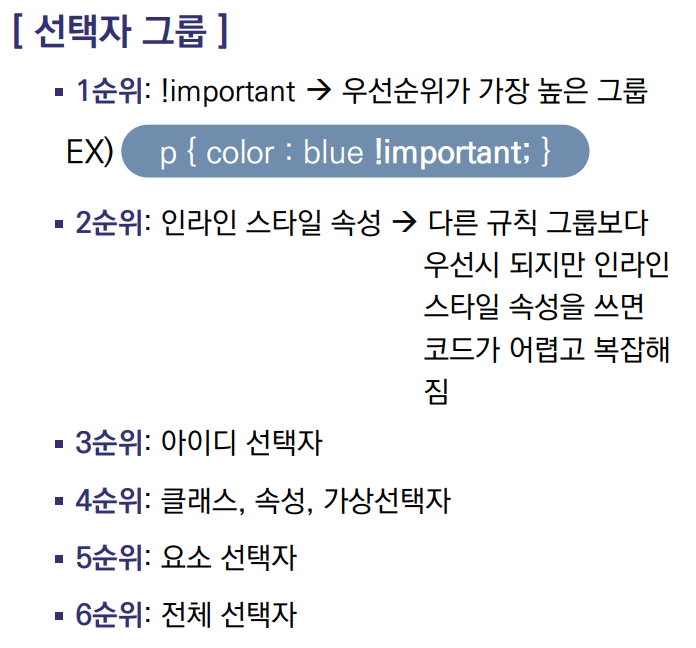 [ 선택자 그룹 ]
▪ 1순위: !important → 우선순위가 가장 높은 그룹
EX) p { color : blue !important; }
▪ 2순위: 인라인 스타일 속성 → 다른 규칙 그룹보다
우선시 되지만 인라인
스타일 속성을 쓰면
코드가 어렵고 복잡해
짐
▪ 3순위: 아이디 선택자
▪ 4순위: 클래스, 속성, 가상선택자
▪ 5순위: 요소 선택자
▪ 6순위: 전체 선택자